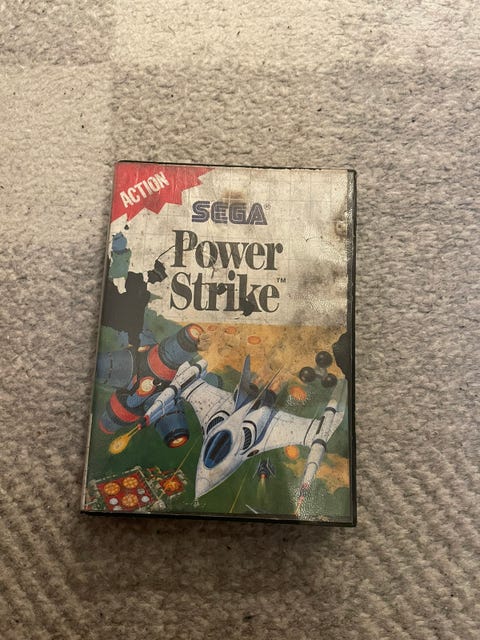 ACTION
SEGA®
Power
Strike™